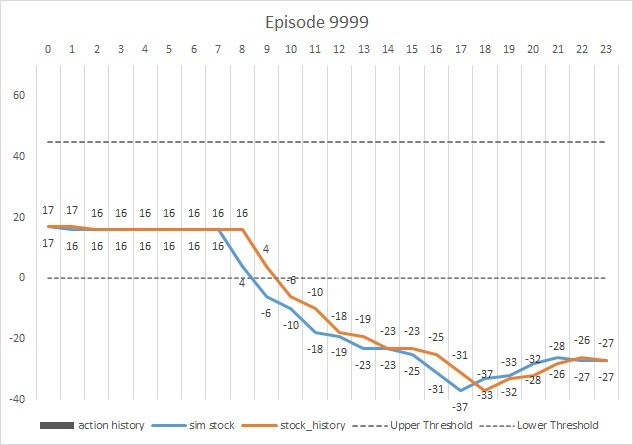 Episode 9999
0 1 2 3 4 5 6 7 8 9 10 11 12 13 14 15 16 17 18 19 20 21 22 23
60
40
20
17 17 16 16 16 16 16 16 16
17 16 16 16 16 16 16 16
4
0
4
-6
-6 -10
-10
-18 -19
-20
-18 -19
-23 -23 -25
-23 -23 -25
-31
-31
-37
-37 -33 -32 -28 -26 -27
-33 -32 -28 -26 -27 -27
-40
action history sim stock stock_history Upper Threshold Lower Threshold